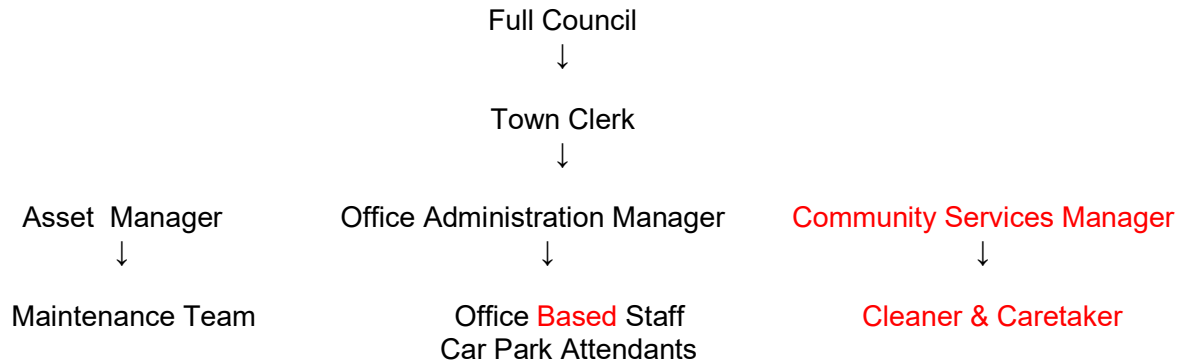 Full Council
↓
Town Clerk
↓
Asset  Manager
Office Administration Manager
Community Services Manager
↓
↓
↓
Maintenance Team
Office Based Staff
Cleaner & Caretaker
Car Park Attendants